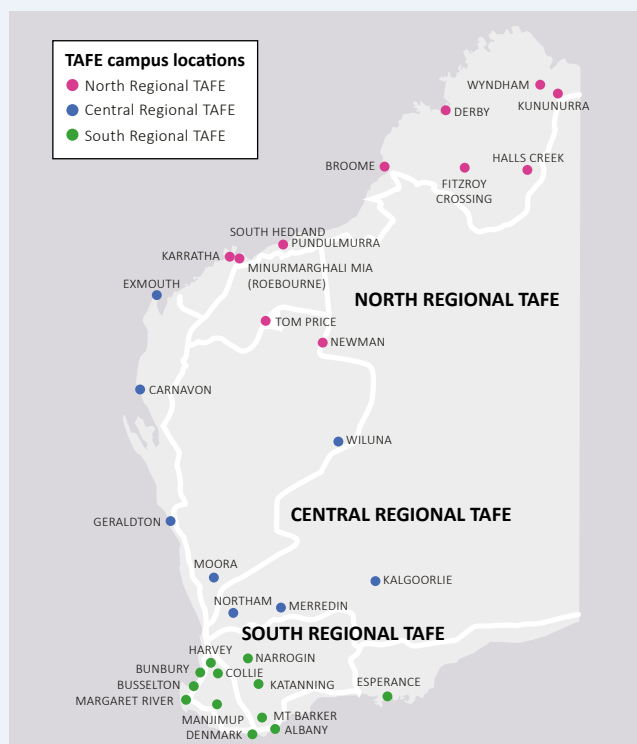 TAFE campus locations
North Regional TAFE
Central Regional TAFE
South Regional TAFE
WYNDHAM
KUNUNURRA
DERBY
BROOME
HALLS CREEK
FITZROY
CROSSING
SOUTH HEDLAND
PUNDULMURRA
KARRATHA
MINURMARGHALI MIA
(ROEBOURNE)
EXMOUTH
NORTH REGIONAL TAFE
TOM PRICE
NEWMAN
CARNAVON
WILUNA
CENTRAL REGIONAL TAFE
GERALDTON
MOORA
KALGOORLIE
NORTHAM
MERREDIN
SOUTH REGIONAL TAFE
HARVEY
NARROGIN
BUNBURY
COLLIE
BUSSELTON
KATANNING
ESPERANCE
MARGARET RIVER
MANJIMUP
MT BARKER
DENMARK
ALBANY